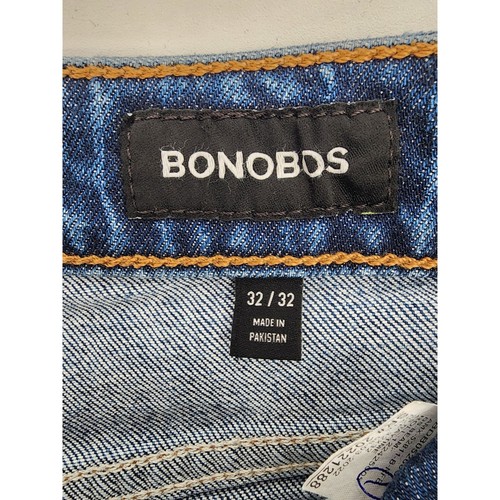 BONOBOS
32 / 32
MADE IN
PAKISTAN